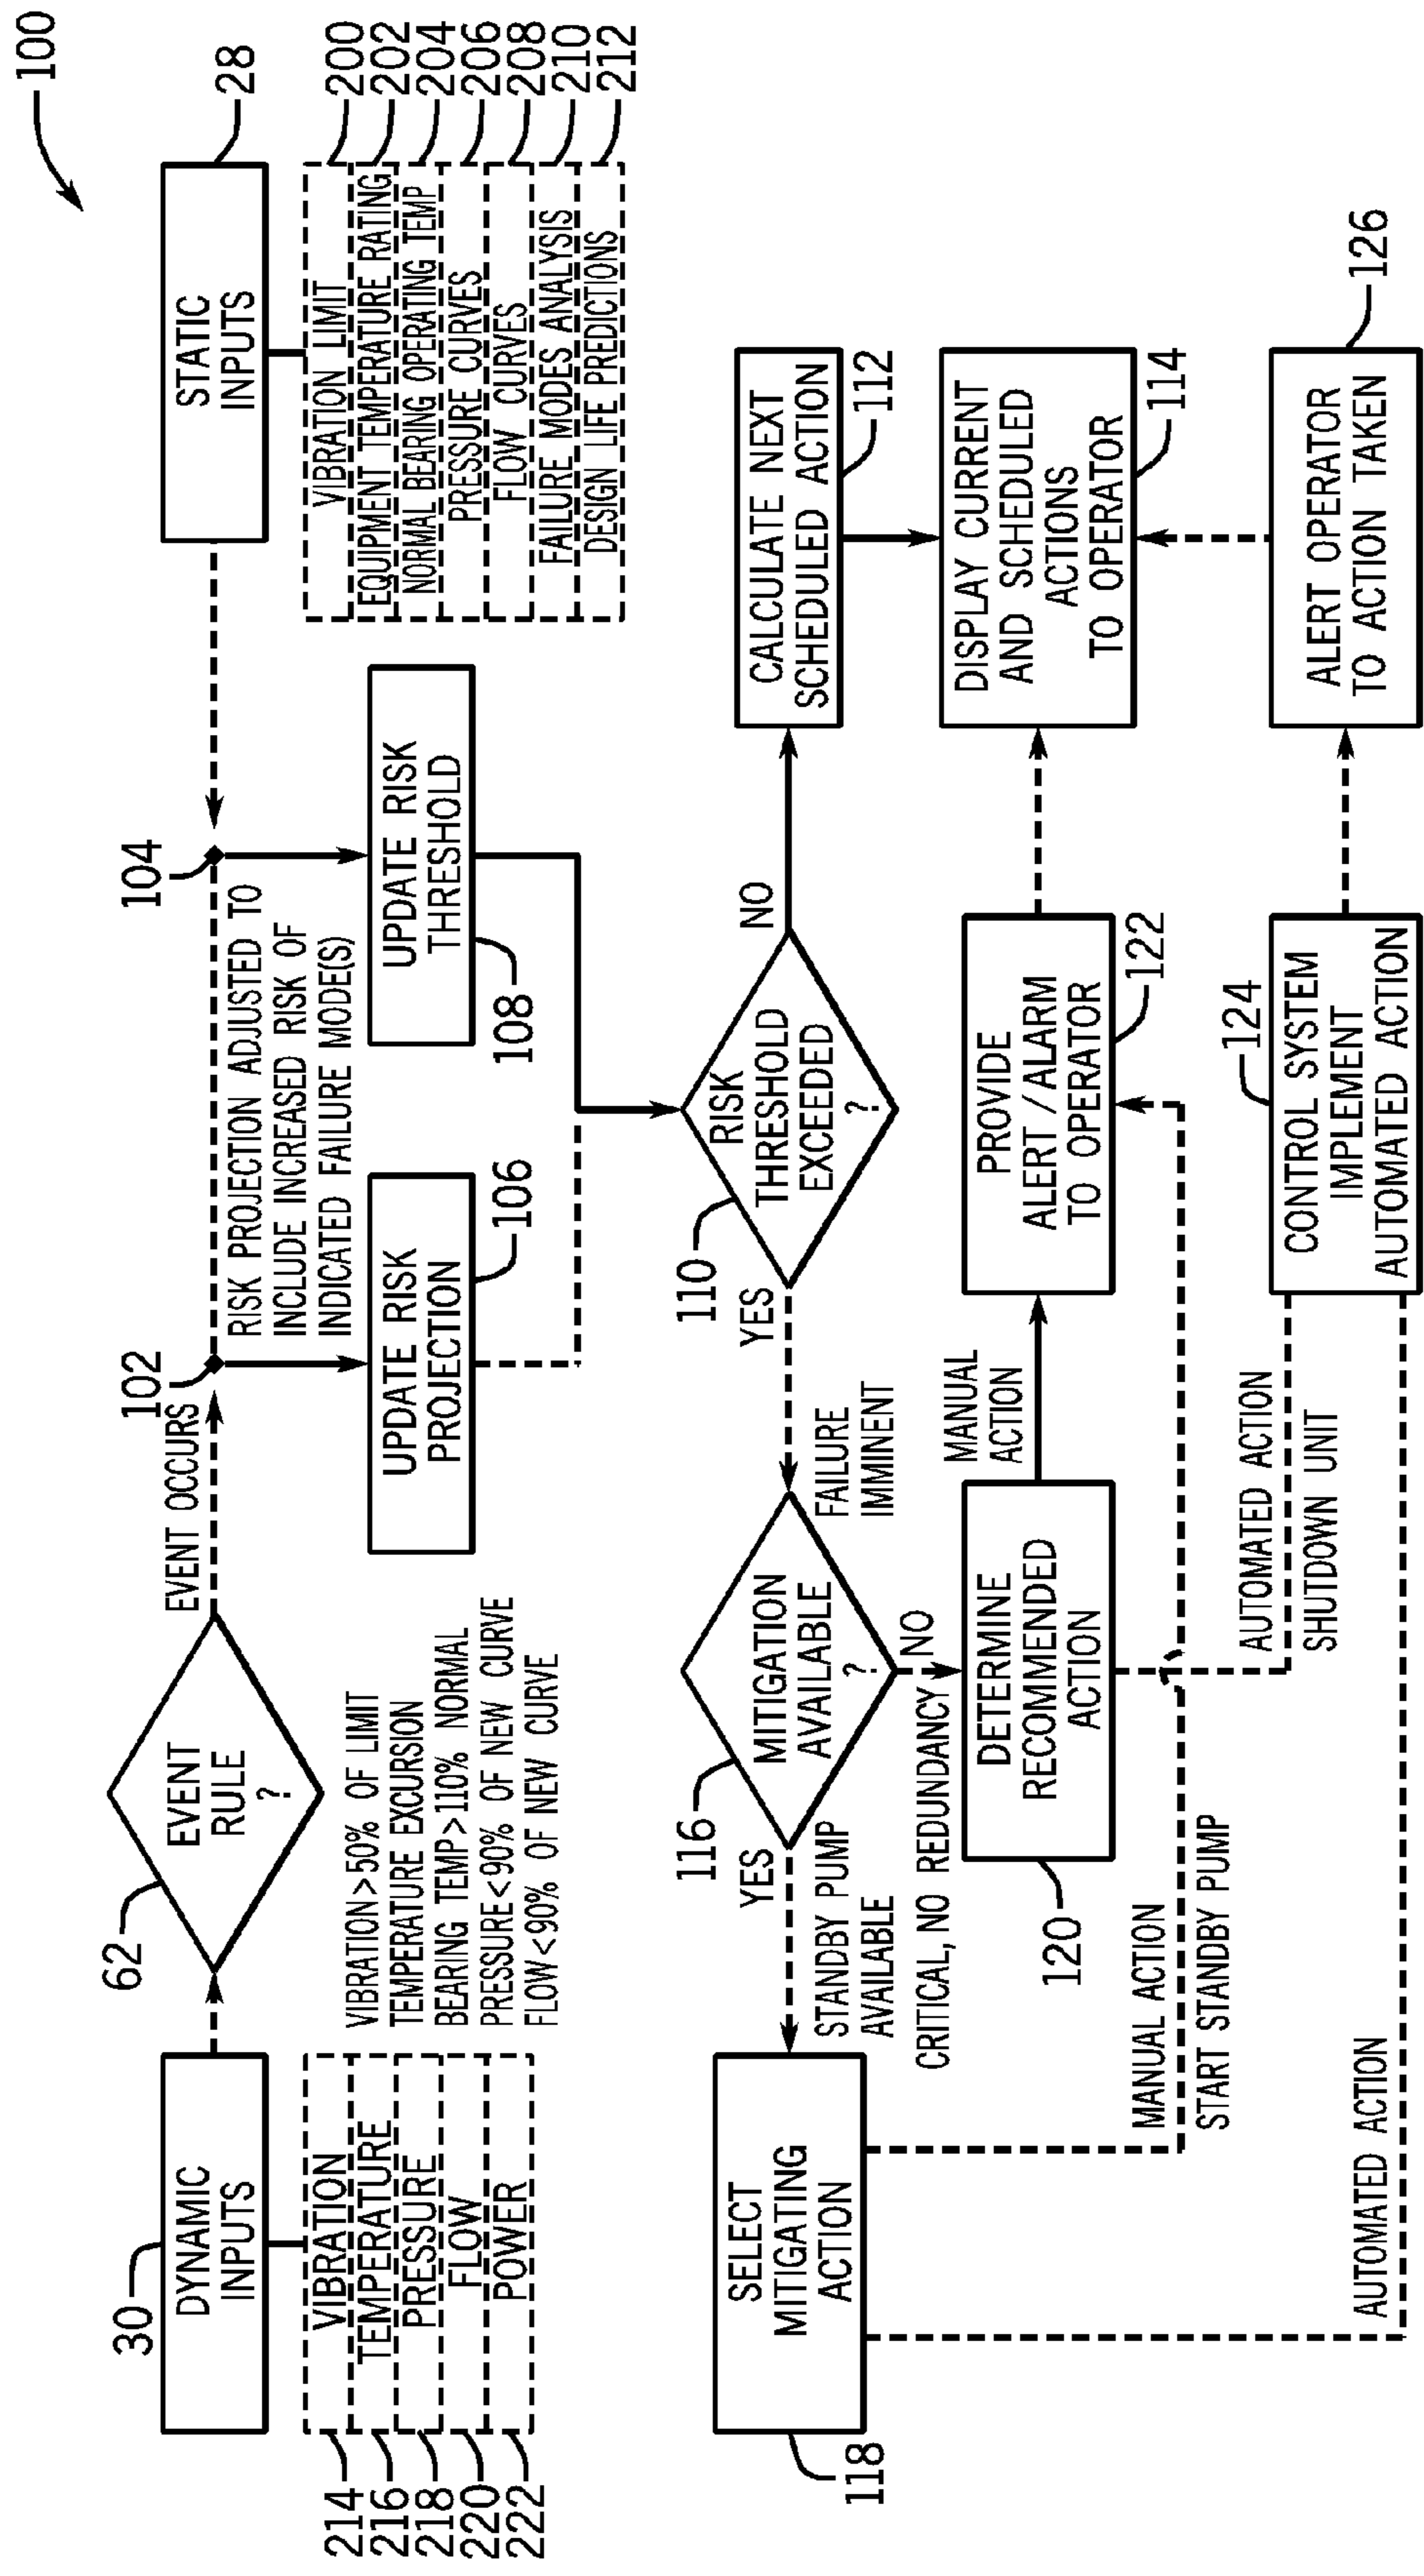 100
30
DYNAMIC
INPUTS
214
VIBRATION
216
TEMPERATURE
218
PRESSURE
220
FLOW
222
POWER
62
EVENT
RULE
?
VIBRATION>50% OF LIMIT
TEMPERATURE EXCURSION
BEARING TEMP>110% NORMAL
PRESSURE<90% OF NEW CURVE
FLOW<90% OF NEW CURVE
EVENT OCCURS
102
104
RISK PROJECTION ADJUSTED TO
INCLUDE INCREASED RISK OF
INDICATED FAILURE MODE(S)
UPDATE RISK
PROJECTION
106
UPDATE RISK
THRESHOLD
108
28
STATIC
INPUTS
VIBRATION LIMIT
200
EQUIPMENT TEMPERATURE RATING
202
NORMAL BEARING OPERATING TEMP
204
PRESSURE CURVES
206
FLOW CURVES
208
FAILURE MODES ANALYSIS
210
DESIGN LIFE PREDICTIONS
212
118
SELECT
MITIGATING
ACTION
YES
STANDBY PUMP
AVAILABLE
116
MITIGATION
AVAILABLE
?
NO
CRITICAL, NO REDUNDANCY
YES
FAILURE
IMMINENT
110
RISK
THRESHOLD
EXCEEDED
?
NO
CALCULATE NEXT
SCHEDULED ACTION
112
DETERMINE
RECOMMENDED
ACTION
120
MANUAL
ACTION
PROVIDE
ALERT/ALARM
TO OPERATOR
122
DISPLAY CURRENT
AND SCHEDULED
ACTIONS
TO OPERATOR
114
MANUAL ACTION
START STANDBY PUMP
AUTOMATED ACTION
SHUTDOWN UNIT
124
CONTROL SYSTEM
IMPLEMENT
AUTOMATED ACTION
ALERT OPERATOR
TO ACTION TAKEN
126
AUTOMATED ACTION